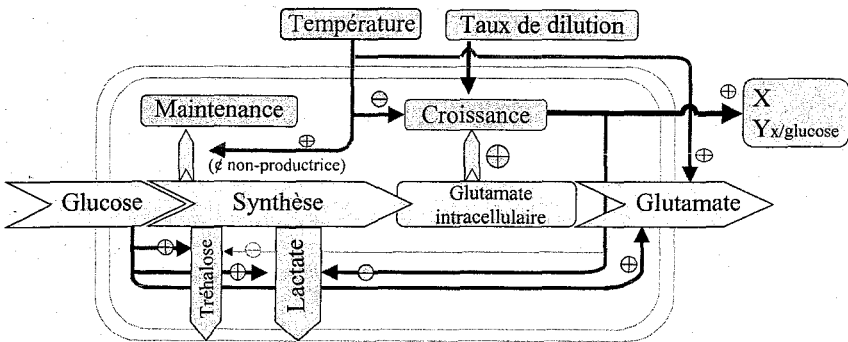 Température
Taux de dilution
Maintenance
Croissance
X
Yx/glucose
(¢ non-productrice)
Glucose
Synthèse
Glutamate
intracellulaire
Glutamate
Tréhalose
Lactate